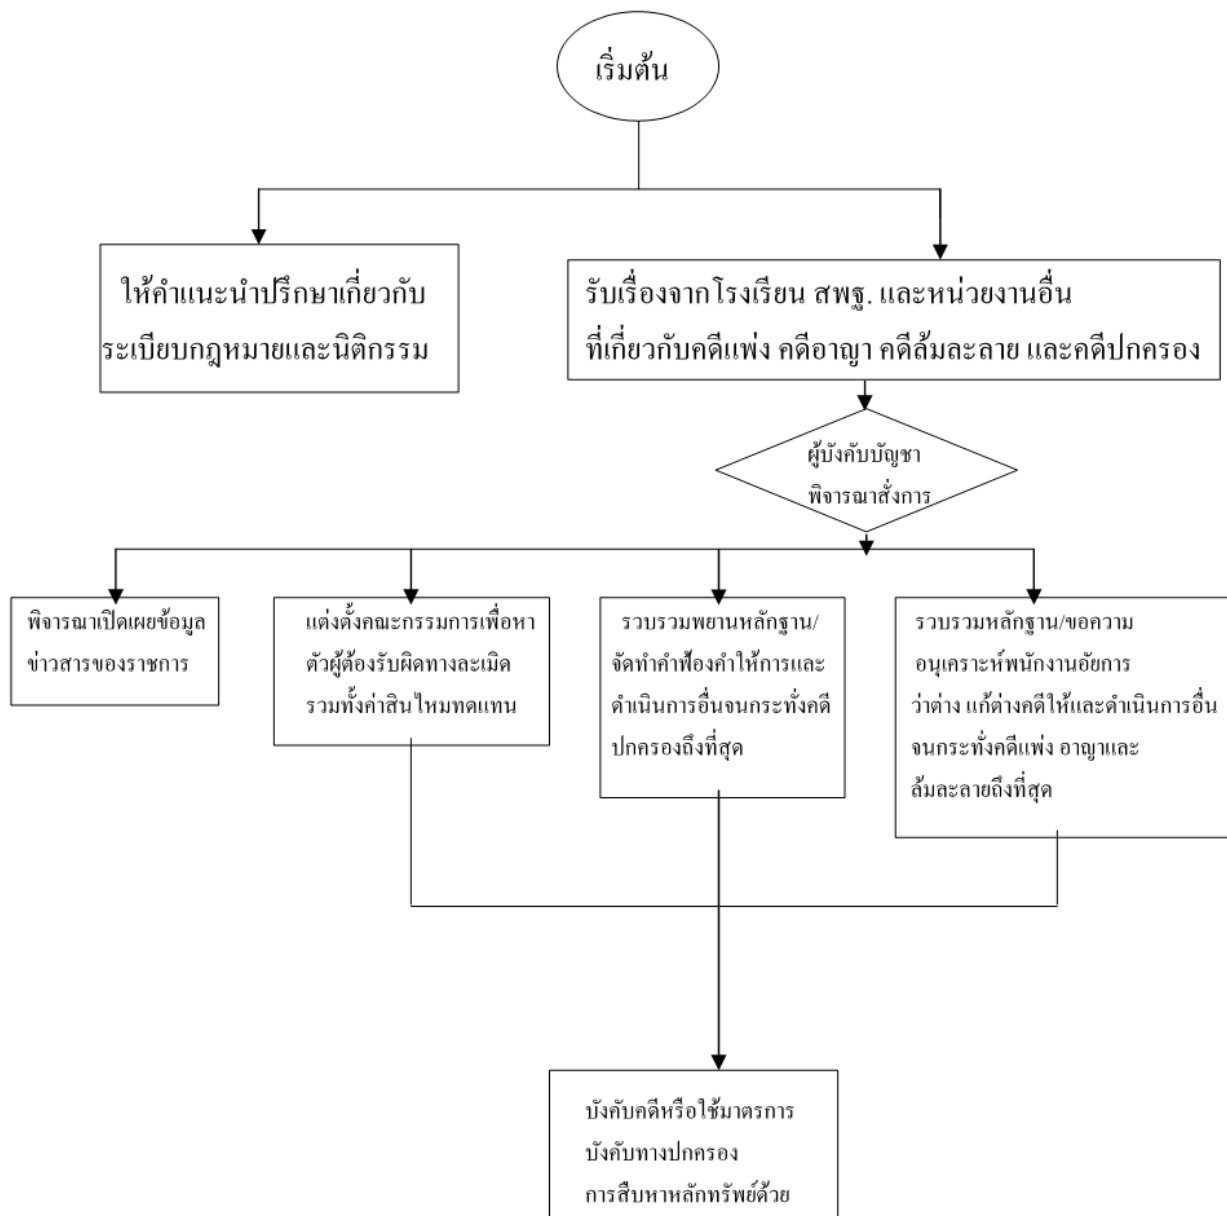 เริ่มต้น
ให้คำแนะนำปรึกษาเกี่ยวกับ
ระเบียบกฎหมายและนิติกรรม
รับเรื่องจากโรงเรียน สพฐ. และหน่วยงานอื่น
ที่เกี่ยวกับคดีแพ่ง คดีอาญา คดีล้มละลาย และคดีปกครอง
ผู้บังคับบัญชา
พิจารณาสั่งการ
พิจารณาเปิดเผยข้อมูล
ข่าวสารของราชการ
แต่งตั้งคณะกรรมการเพื่อหา
ตัวผู้ต้องรับผิดทางละเมิด
รวมทั้งค่าสินไหมทดแทน
รวบรวมพยานหลักฐาน/
จัดทำคำฟ้องคำให้การและ
ดำเนินการอื่นจนกระทั่งคดี
ปกครองถึงที่สุด
รวบรวมหลักฐาน/ขอความ
อนุเคราะห์พนักงานอัยการ
ว่าต่าง แก้ต่างคดีให้และดำเนินการอื่น
จนกระทั่งคดีแพ่ง อาญาและ
ล้มละลายถึงที่สุด
บังคับคดีหรือใช้มาตรการ
บังคับทางปกครอง
การสืบหาหลักทรัพย์ด้วย